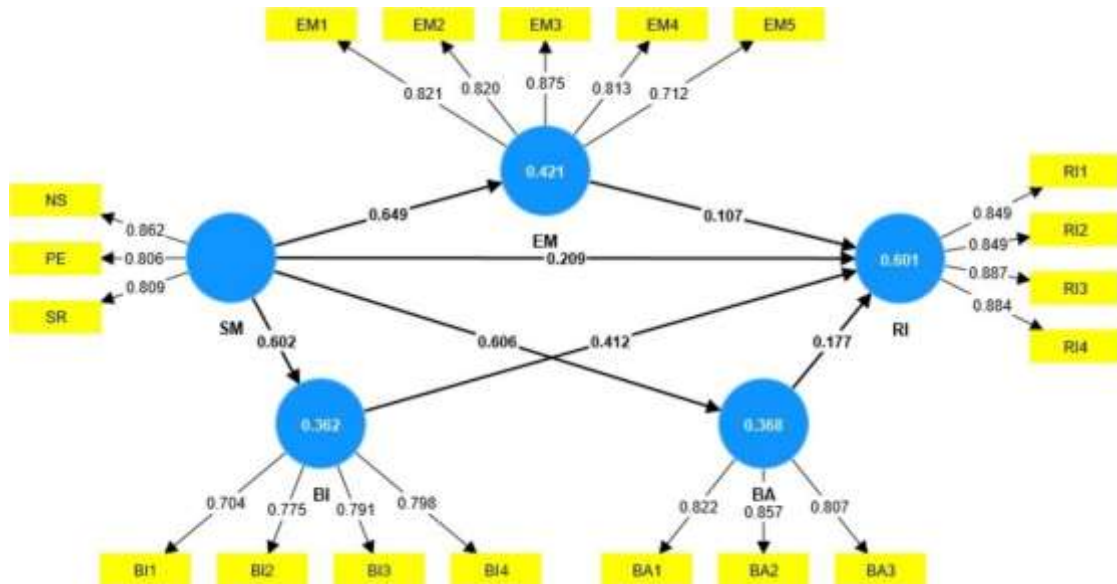 EM1 EM2 EM3 EM4 EM5
0.821 0.820 0.875 0.813 0.712
0.421
EM
NS
PE
SR
0.862
0.806
0.809
SM
0.649
0.107
0.209
0.602
0.606
0.412
0.177
0.601
RI
0.849
0.849
0.887
0.884
RI1
RI2
RI3
RI4
0.362
BI
0.704 0.775 0.791 0.798
BI1 BI2 BI3 BI4
0.368
BA
0.822 0.857 0.807
BA1 BA2 BA3